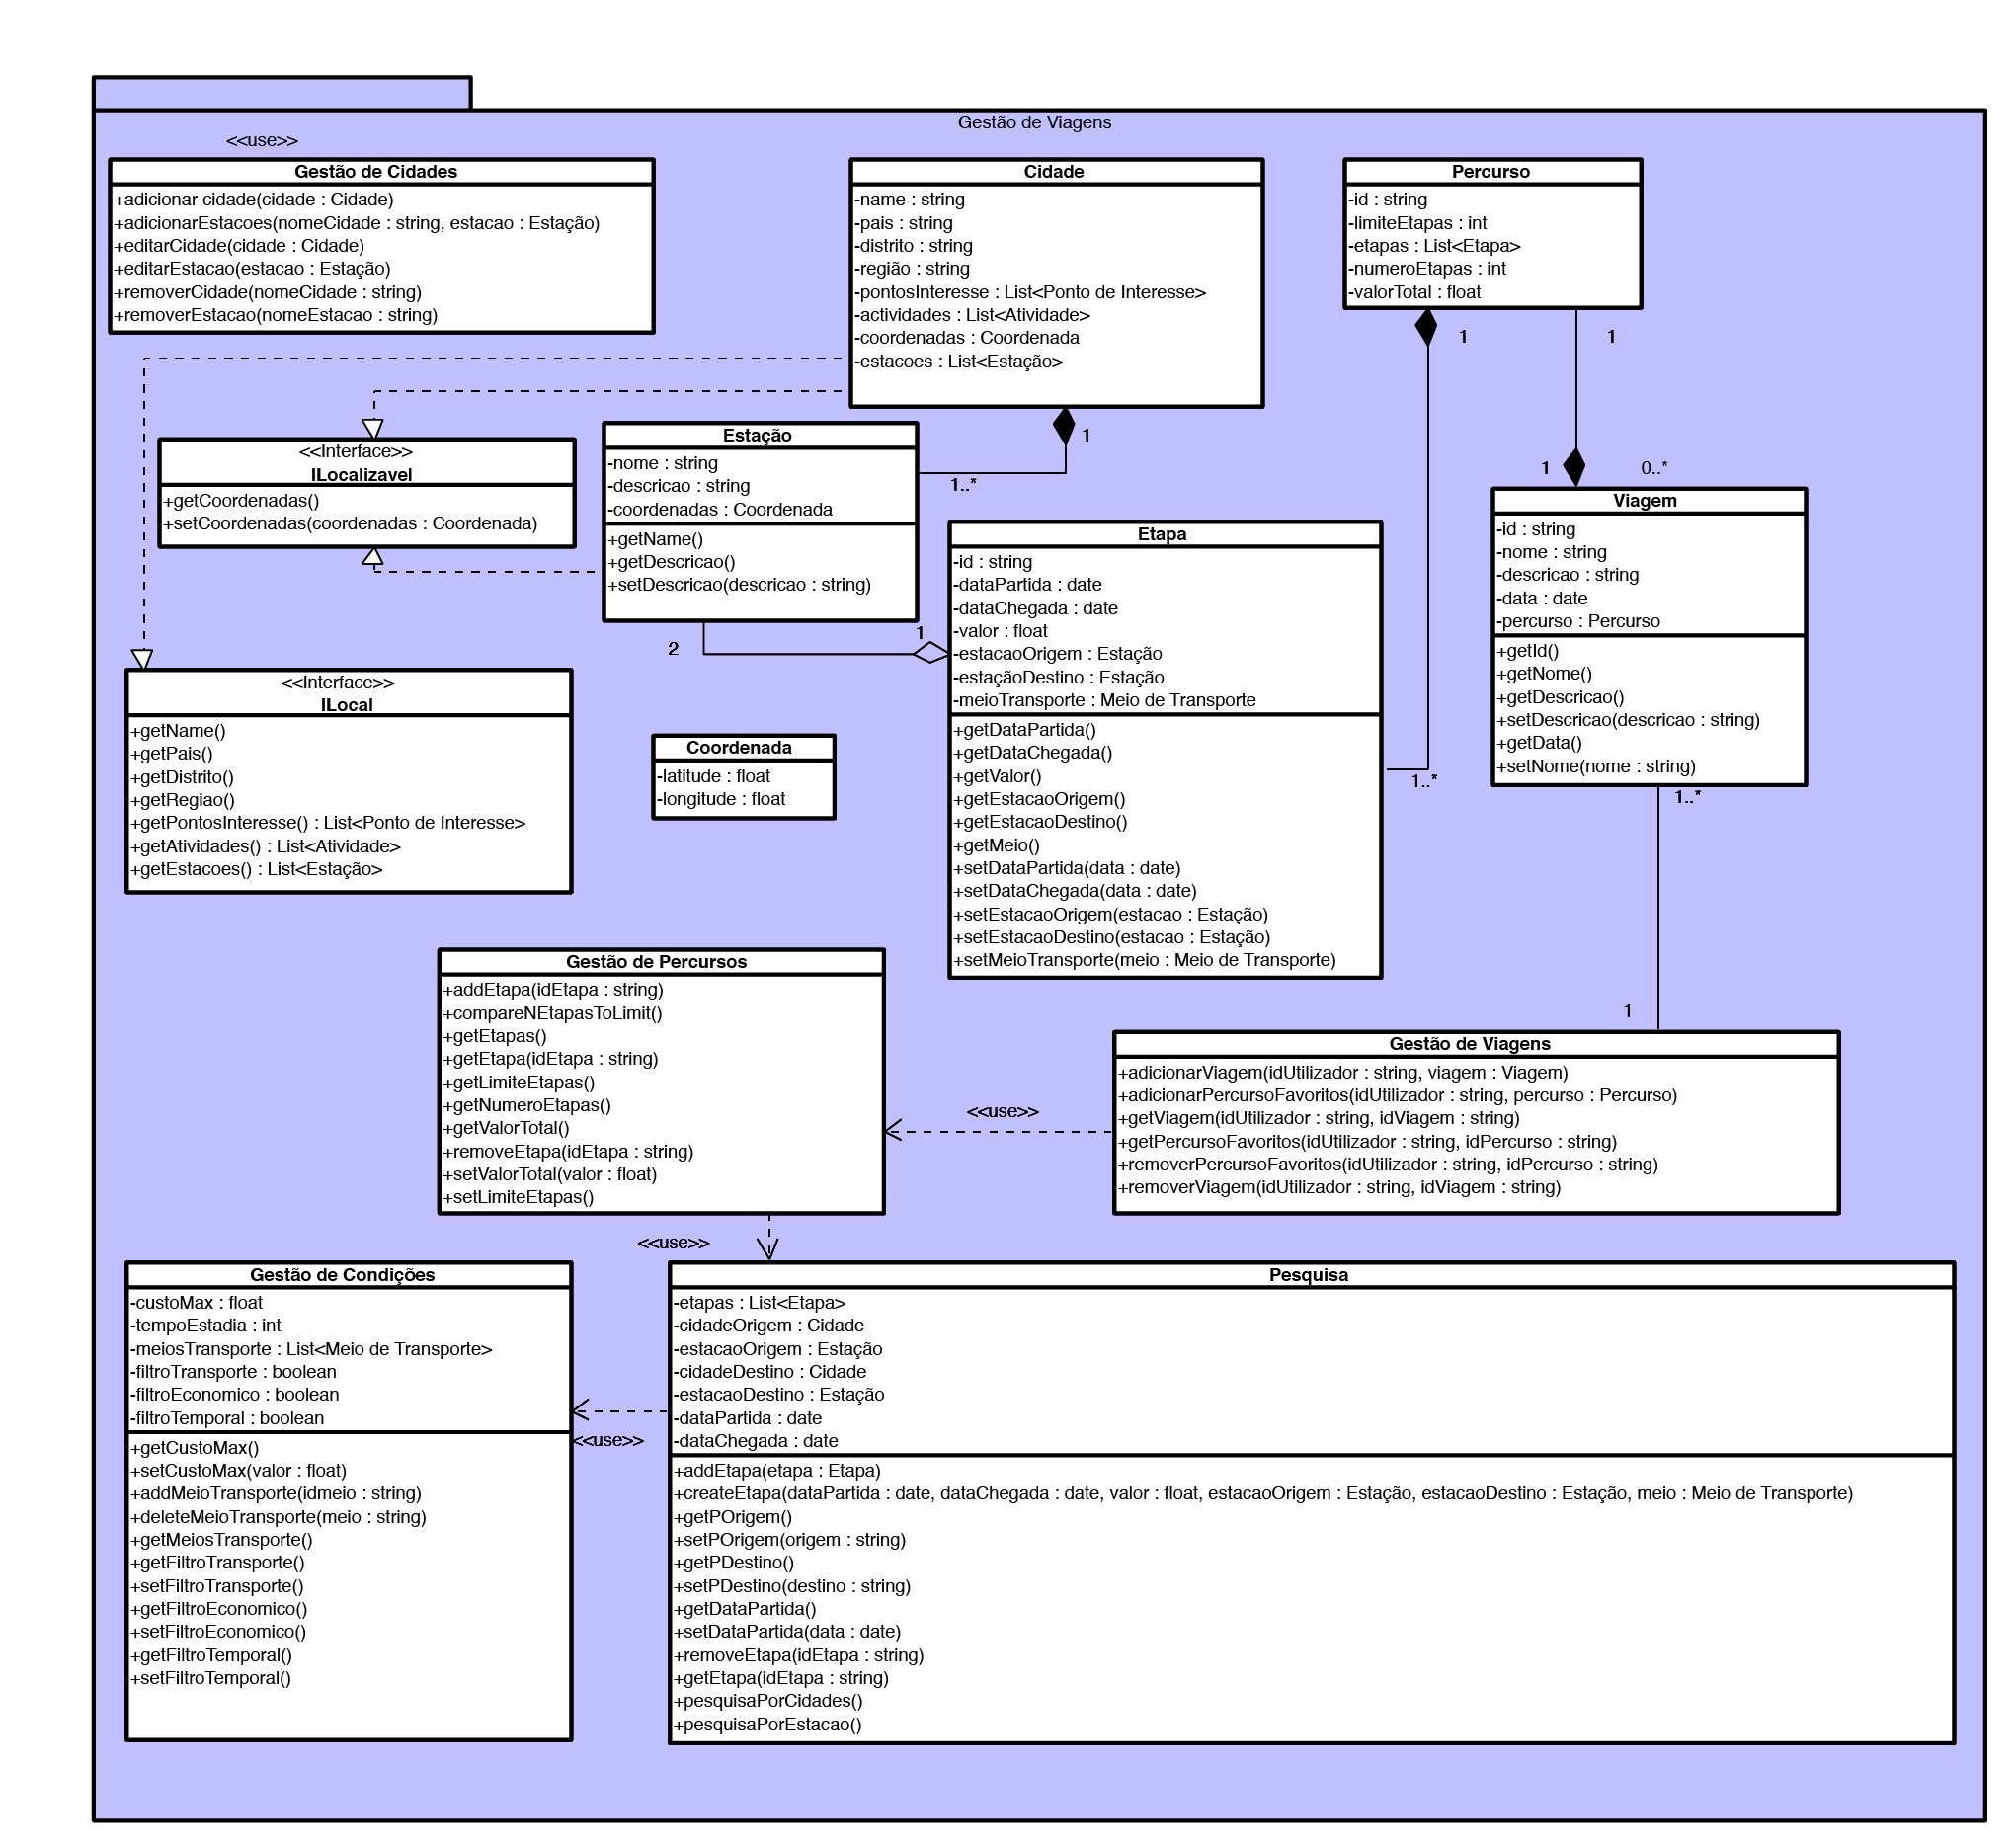 Gestão de Viagens
<<use>>
Gestão de Cidades
+adicionar cidade(cidade : Cidade)
+adicionarEstacoes(nomeCidade : string, estacao : Estação)
+editarCidade(cidade : Cidade)
+editarEstacao(estacao : Estação)
+removerCidade(nomeCidade : string)
+removerEstacao(nomeEstacao : string)
Cidade
-name : string
-pais : string
-distrito : string
-região : string
-pontosInteresse : List<Ponto de Interesse>
-actividades : List<Atividade>
-coordenadas : Coordenada
-estacoes : List<Estação>
Percurso
-id : string
-limiteEtapas : int
-etapas : List<Etapa>
-numeroEtapas : int
-valorTotal : float
1
1
1
1..*
1
0..*
<<Interface>>
ILocalizavel
+getCoordenadas()
+setCoordenadas(coordenadas : Coordenada)
Estação
-nome : string
-descricao : string
-coordenadas : Coordenada
+getName()
+getDescricao()
+setDescricao(descricao : string)
2
1
Etapa
-id : string
-dataPartida : date
-dataChegada : date
-valor : float
-estacaoOrigem : Estação
-estaçãoDestino : Estação
-meioTransporte : Meio de Transporte
+getDataPartida()
+getDataChegada()
+getValor()
+getEstacaoOrigem()
+getEstacaoDestino()
+getMeio()
+setDataPartida(data : date)
+setDataChegada(data : date)
+setEstacaoOrigem(estacao : Estação)
+setEstacaoDestino(estacao : Estação)
+setMeioTransporte(meio : Meio de Transporte)
1..*
Viagem
-id : string
-nome : string
-descricao : string
-data : date
-percurso : Percurso
+getId()
+getNome()
+getDescricao()
+setDescricao(descricao : string)
+getData()
+setNome(nome : string)
1..*
1
<<Interface>>
ILocal
+getName()
+getPais()
+getDistrito()
+getRegiao()
+getPontosInteresse() : List<Ponto de Interesse>
+getAtividades() : List<Atividade>
+getEstacoes() : List<Estação>
Coordenada
-latitude : float
-longitude : float
Gestão de Percursos
+addEtapa(idEtapa : string)
+compareNEtapasToLimit()
+getEtapas()
+getEtapa(idEtapa : string)
+getLimiteEtapas()
+getNumeroEtapas()
+getValorTotal()
+removeEtapa(idEtapa : string)
+setValorTotal(valor : float)
+setLimiteEtapas()
<<use>>
Gestão de Viagens
+adicionarViagem(idUtilizador : string, viagem : Viagem)
+adicionarPercursoFavoritos(idUtilizador : string, percurso : Percurso)
+getViagem(idUtilizador : string, idViagem : string)
+getPercursoFavoritos(idUtilizador : string, idPercurso : string)
+removerPercursoFavoritos(idUtilizador : string, idPercurso : string)
+removerViagem(idUtilizador : string, idViagem : string)
<<use>>
Gestão de Condições
-custoMax : float
-tempoEstadia : int
-meiosTransporte : List<Meio de Transporte>
-filtroTransporte : boolean
-filtroEconomico : boolean
-filtroTemporal : boolean
+getCustoMax()
+setCustoMax(valor : float)
+addMeioTransporte(idmeio : string)
+deleteMeioTransporte(meio : string)
+getMeiosTransporte()
+getFiltroTransporte()
+setFiltroTransporte()
+getFiltroEconomico()
+setFiltroEconomico()
+getFiltroTemporal()
+setFiltroTemporal()
<<use>>
Pesquisa
-etapas : List<Etapa>
-cidadeOrigem : Cidade
-estacaoOrigem : Estação
-cidadeDestino : Cidade
-estacaoDestino : Estação
-dataPartida : date
-dataChegada : date
+addEtapa(etapa : Etapa)
+createEtapa(dataPartida : date, dataChegada : date, valor : float, estacaoOrigem : Estação, estacaoDestino : Estação, meio : Meio de Transporte)
+getPOrigem()
+setPOrigem(origem : string)
+getPDestino()
+setPDestino(destino : string)
+getDataPartida()
+setDataPartida(data : date)
+removeEtapa(idEtapa : string)
+getEtapa(idEtapa : string)
+pesquisaPorCidades()
+pesquisaPorEstacao()